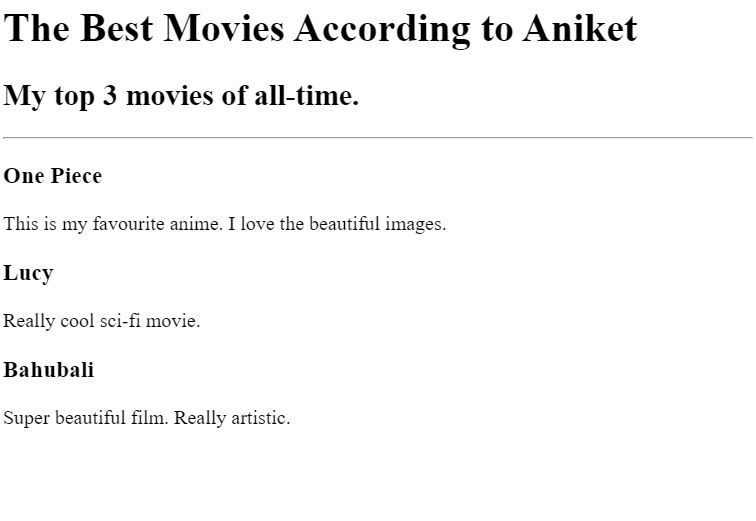 The Best Movies According to Aniket
My top 3 movies of all-time.
One Piece
This is my favourite anime. I love the beautiful images.
Lucy
Really cool sci-fi movie.
Bahubali
Super beautiful film. Really artistic.